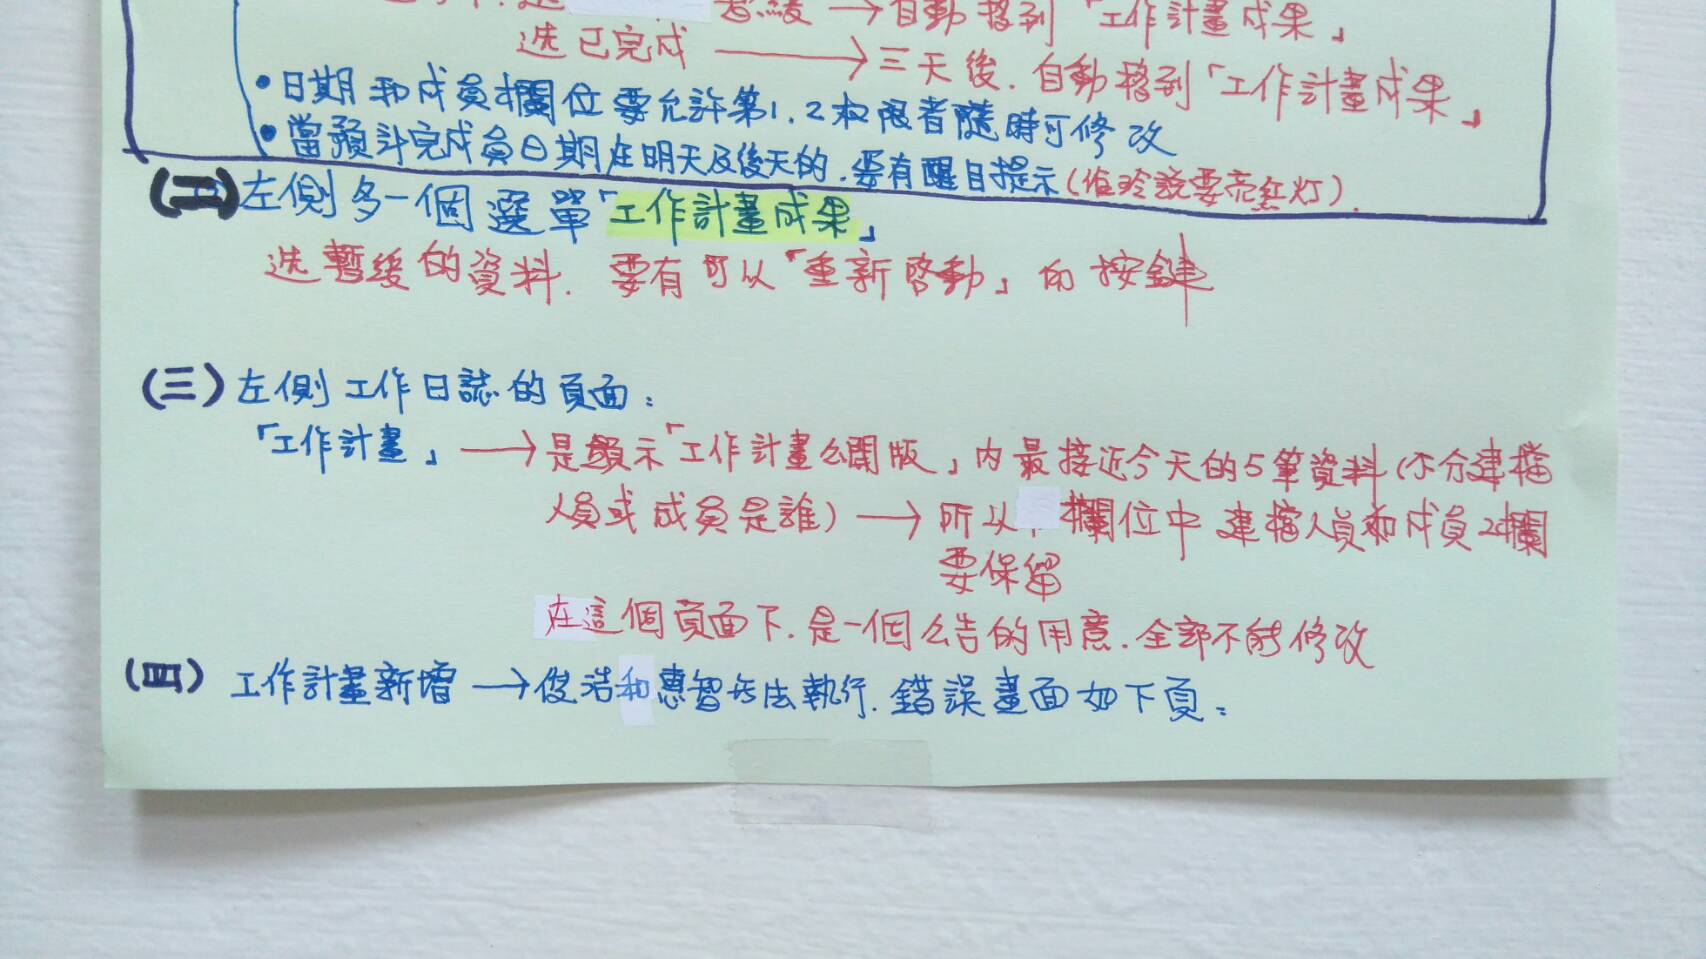 暫緩 → 自動移到「工作計畫成果」
选已完成 → 三天後.自動移到「工作計畫成果」
• 日期和成員欄位要允許第1.2权限者隨時可修改
• 當預計完成員日期在明天及後天的.要有醒目提示(佳玲說要亮紅灯).
(二)左側多一個選單「工作計畫成果」
选暫緩的資料.要有可以「重新啓動」的按鍵
(三)左側工作日誌的頁面:
「工作計畫」→是顯示「工作計畫公開版」內最接近今天的5筆資料(不分建檔
人員或成員是誰)→所以欄位中建檔人員和成員2欄
要保留
在這個頁面下.是一個公告的用意.全部不能修改
(四)工作計畫新增→俊浩和惠智无法執行.錯誤畫面如下頁: